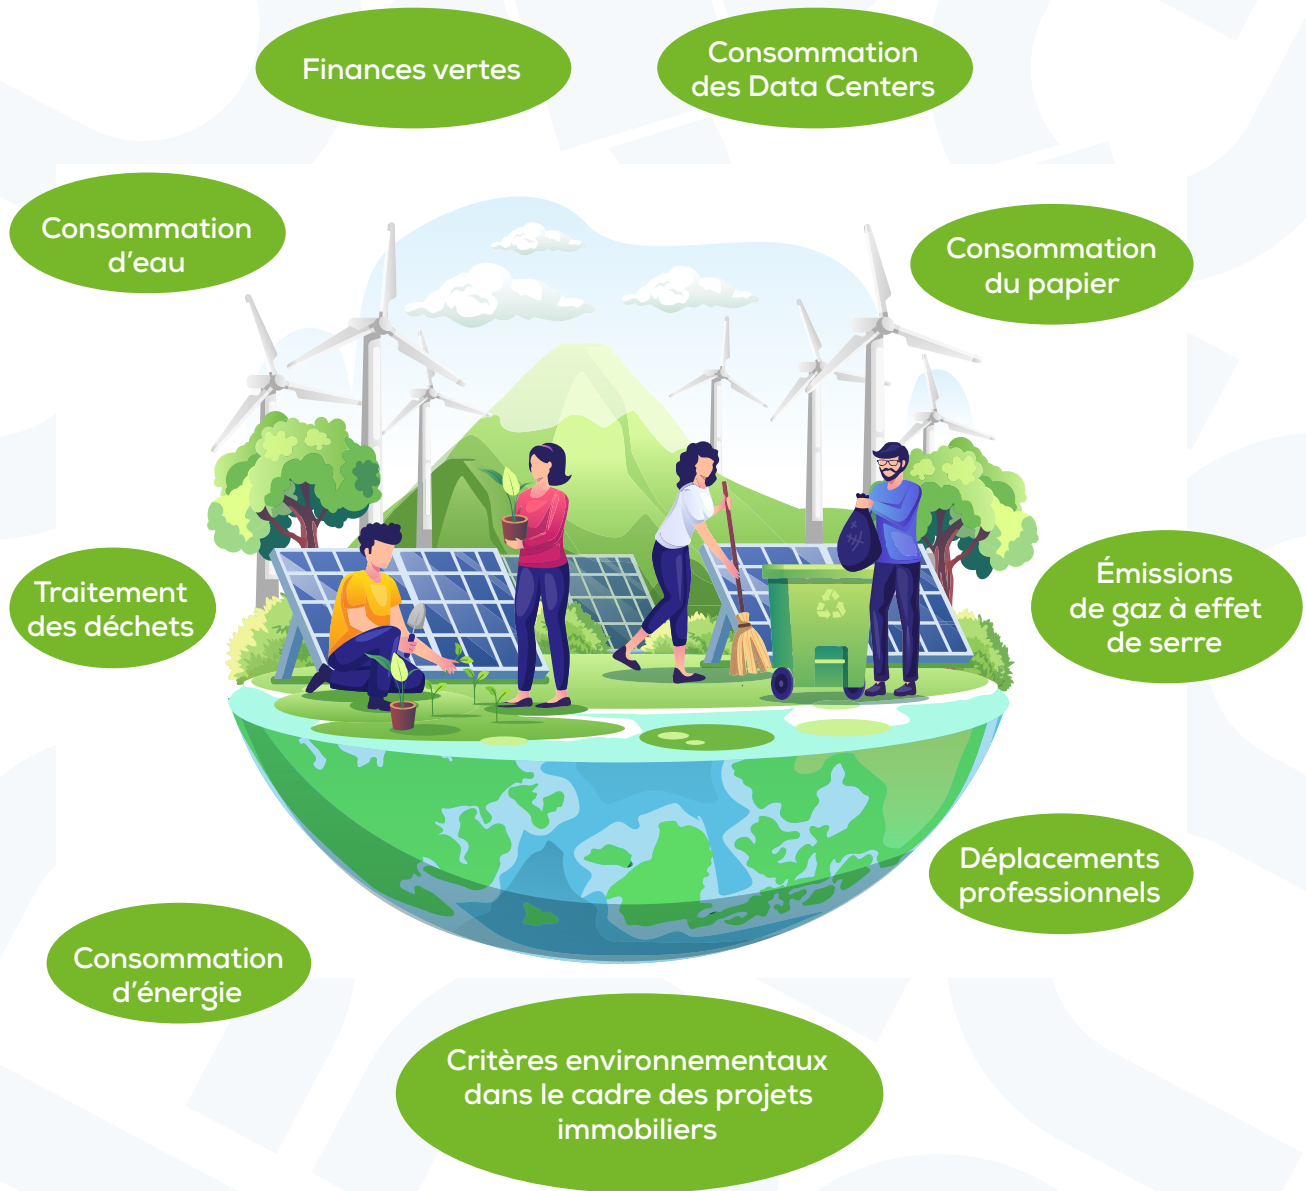 Finances vertes
Consommation
des Data Centers
Consommation
d’eau
Consommation
du papier
Traitement
des déchets
Émissions
de gaz à effet
de serre
Déplacements
professionnels
Consommation
d’énergie
Critères environnementaux
dans le cadre des projets
immobiliers